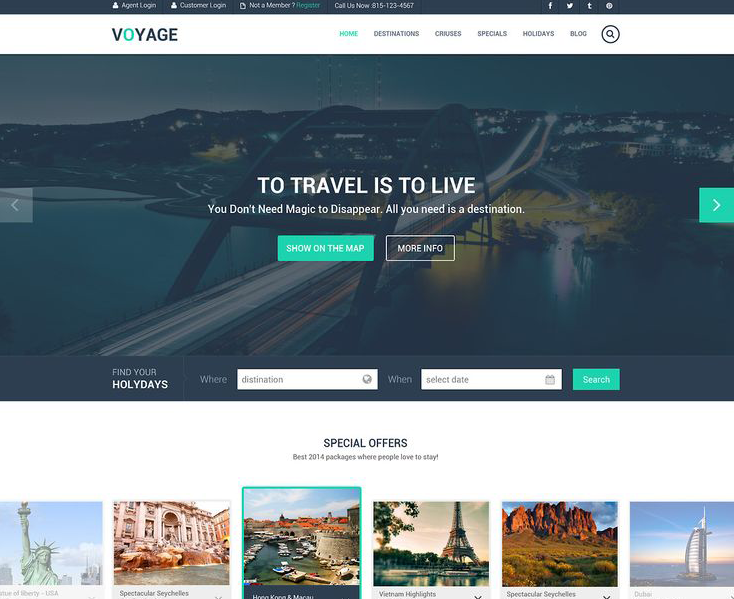 Agent Login Customer Login Not a Member ? Register Call Us Now :815-123-4567
VOYAGE HOME DESTINATIONS CRIUSES SPECIALS HOLIDAYS BLOG
TO TRAVEL IS TO LIVE
You Don't Need Magic to Disappear. All you need is a destination.
SHOW ON THE MAP MORE INFO
FIND YOUR
HOLYDAYS Where distination When select date Search
SPECIAL OFFERS
Best 2014 packages where people love to stay!
atue of liberty - USA Spectacular Seychelles Hong Kong & Macau Vietnam Highlights Spectacular Seychelles Dubai